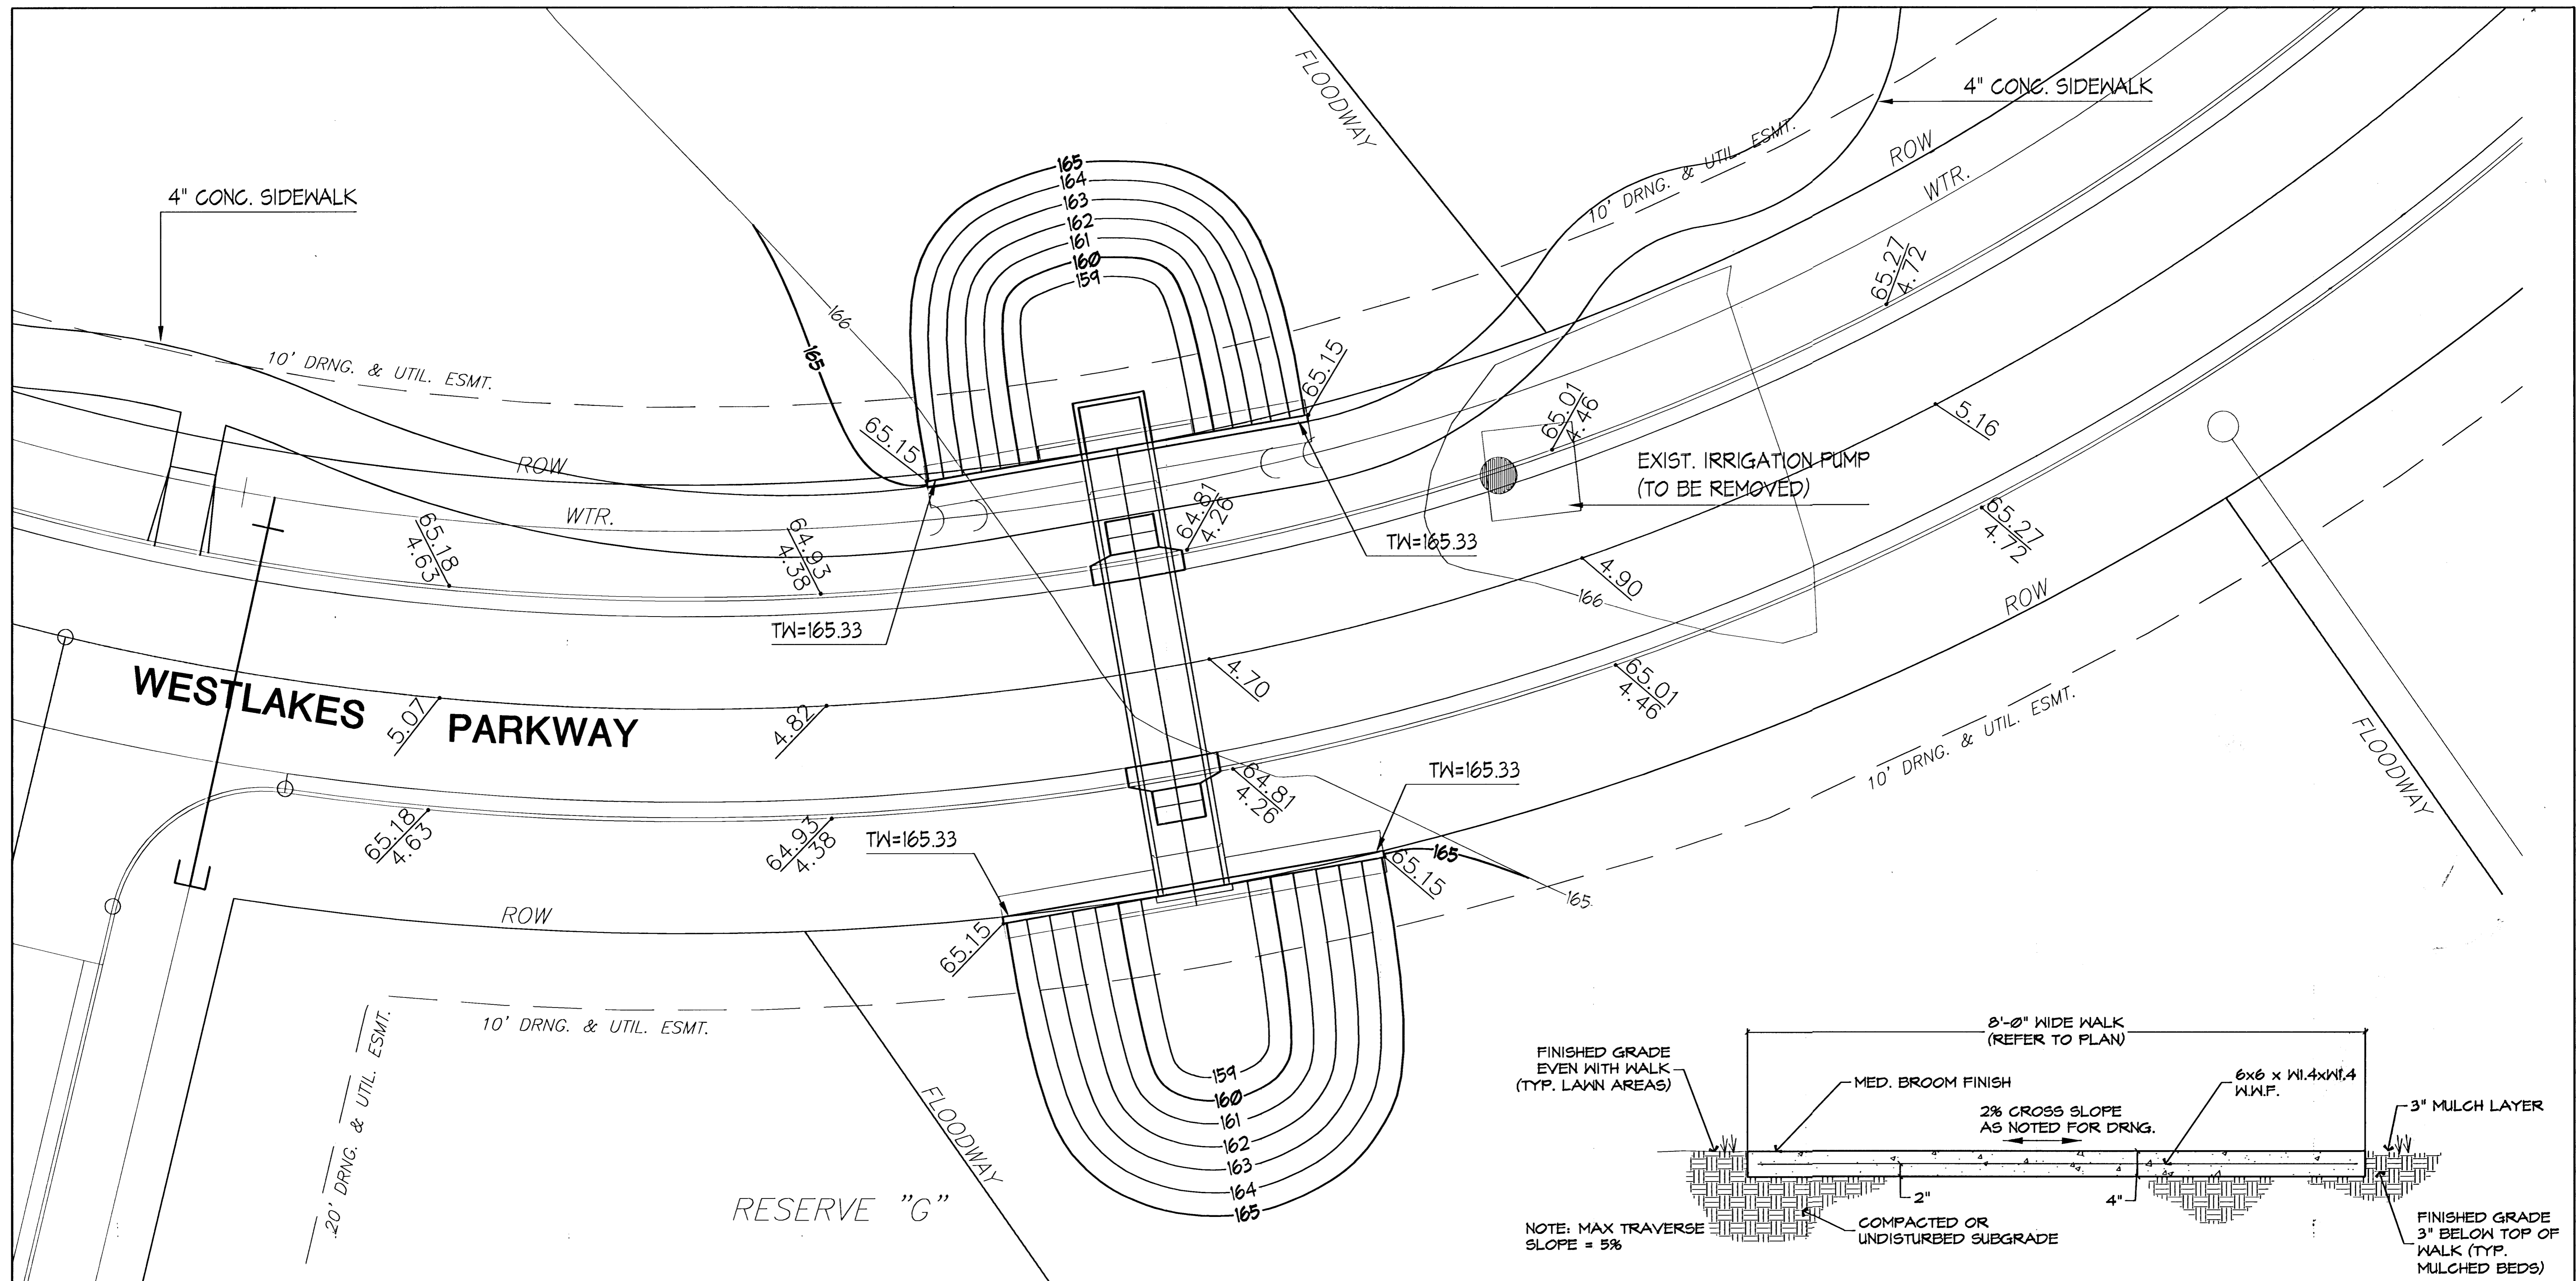 FLOODWAY
4" CONC. SIDEWALK
10' DRNG. & UTIL. ESMT.
ROW
WTR.
4" CONC. SIDEWALK
165
164
163
162
161
160
159
65.27
4.72
166
165
10' DRNG. & UTIL. ESMT.
65.15
65.15
65.01
4.46
5.16
EXIST. IRRIGATION PUMP
(TO BE REMOVED)
ROW
WTR.
65.18
4.63
64.93
4.38
64.81
4.26
TW=165.33
65.27
4.72
4.90
166
ROW
TW=165.33
WESTLAKES PARKWAY
5.07
4.82
4.70
65.01
4.46
10' DRNG. & UTIL. ESMT.
FLOODWAY
TW=165.33
64.81
4.26
65.18
4.63
64.93
4.38
TW=165.33
165
65.15
165
ROW
65.15
20' DRNG. & UTIL. ESMT.
10' DRNG. & UTIL. ESMT.
FLOODWAY
159
160
161
162
163
164
165
RESERVE "G"
8'-0" WIDE WALK
(REFER TO PLAN)
FINISHED GRADE
EVEN WITH WALK
(TYP. LAWN AREAS)
MED. BROOM FINISH
6x6 x W1.4xW1.4
W.W.F.
2% CROSS SLOPE
AS NOTED FOR DRNG.
3" MULCH LAYER
2"
4"
NOTE: MAX TRAVERSE
SLOPE = 5%
COMPACTED OR
UNDISTURBED SUBGRADE
FINISHED GRADE
3" BELOW TOP OF
WALK (TYP.
MULCHED BEDS)